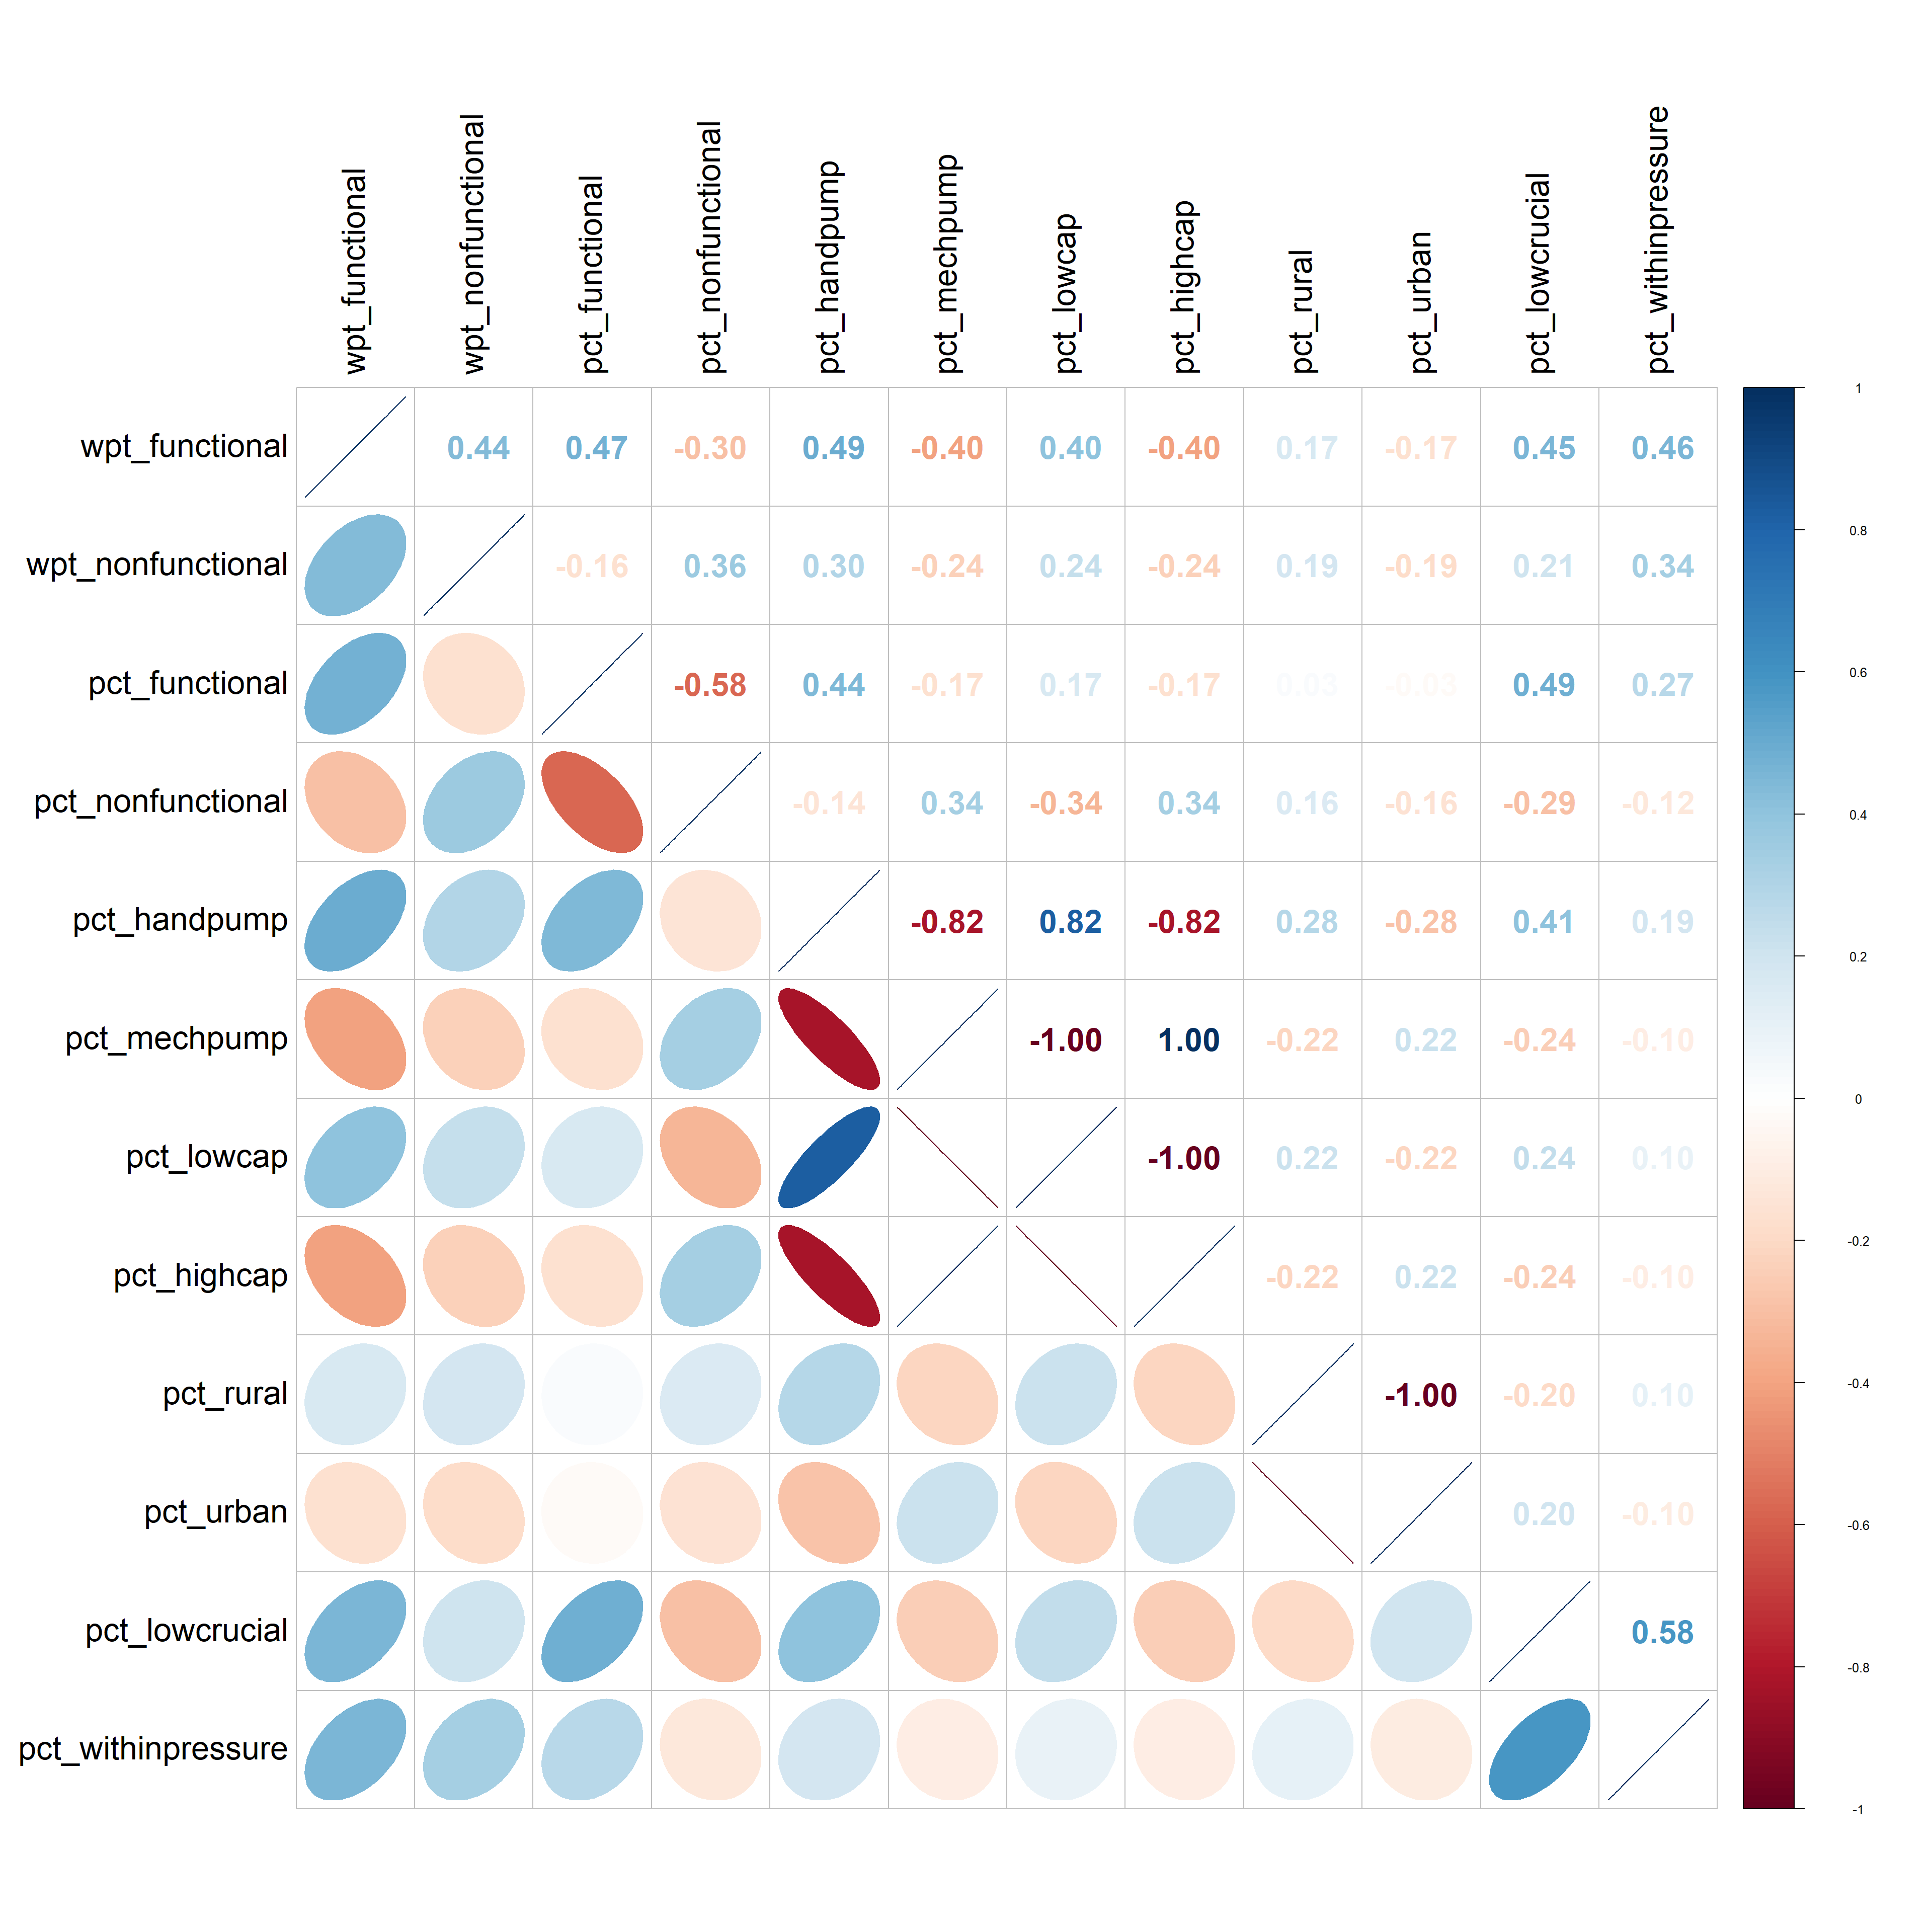 wpt_functional wpt_nonfunctional pct_functional pct_nonfunctional pct_handpump pct_mechpump pct_lowcap pct_highcap pct_rural pct_urban pct_lowcrucial pct_withinpressure
wpt_functional 0.44 0.47 -0.30 0.49 -0.40 0.40 -0.40 0.17 -0.17 0.45 0.46
wpt_nonfunctional -0.16 0.36 0.30 -0.24 0.24 -0.24 0.19 -0.19 0.21 0.34
pct_functional -0.58 0.44 -0.17 0.17 -0.17 0.03 -0.03 0.49 0.27
pct_nonfunctional -0.14 0.34 -0.34 0.34 0.16 -0.16 -0.29 -0.12
pct_handpump -0.82 0.82 -0.82 0.28 -0.28 0.41 0.19
pct_mechpump -1.00 1.00 -0.22 0.22 -0.24 -0.10
pct_lowcap -1.00 0.22 -0.22 0.24 0.10
pct_highcap -0.22 0.22 -0.24 -0.10
pct_rural -1.00 -0.20 0.10
pct_urban 0.20 -0.10
pct_lowcrucial 0.58
pct_withinpressure
1
0.8
0.6
0.4
0.2
0
-0.2
-0.4
-0.6
-0.8
-1